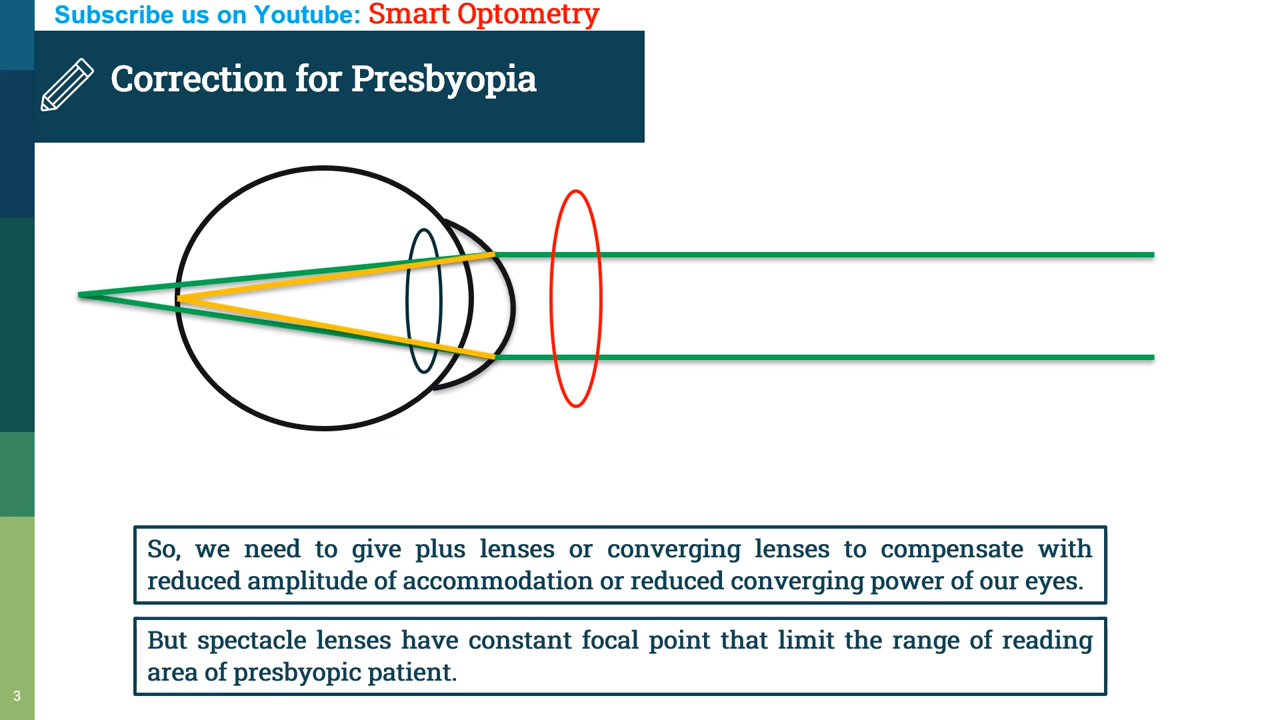 Subscribe us on Youtube: Smart Optometry
Correction for Presbyopia
So, we need to give plus lenses or converging lenses to compensate with
reduced amplitude of accommodation or reduced converging power of our eyes.
But spectacle lenses have constant focal point that limit the range of reading
area of presbyopic patient.
3